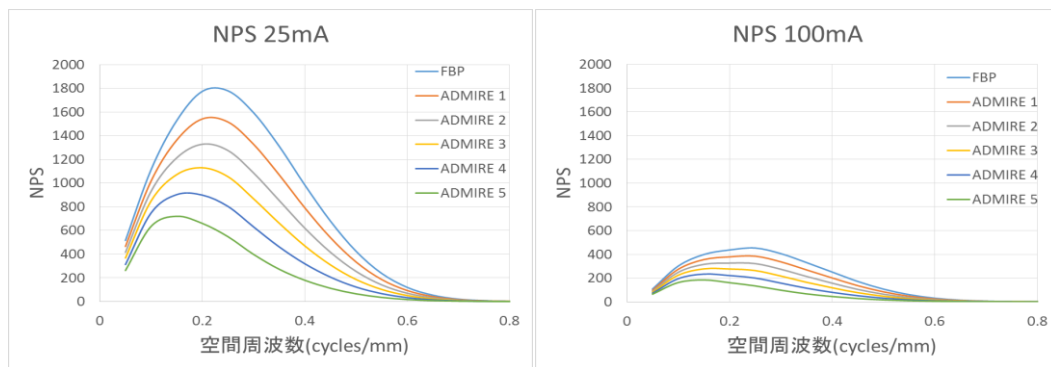 NPS 25mA
2000
1800
1600
1400
1200
1000
800
600
400
200
0
NPS
0
0.2
0.4
0.6
0.8
空間周波数(cycles/mm)
FBP
ADMIRE 1
ADMIRE 2
ADMIRE 3
ADMIRE 4
ADMIRE 5
NPS 100mA
2000
1800
1600
1400
1200
1000
800
600
400
200
0
NPS
0
0.2
0.4
0.6
0.8
空間周波数(cycles/mm)
FBP
ADMIRE 1
ADMIRE 2
ADMIRE 3
ADMIRE 4
ADMIRE 5